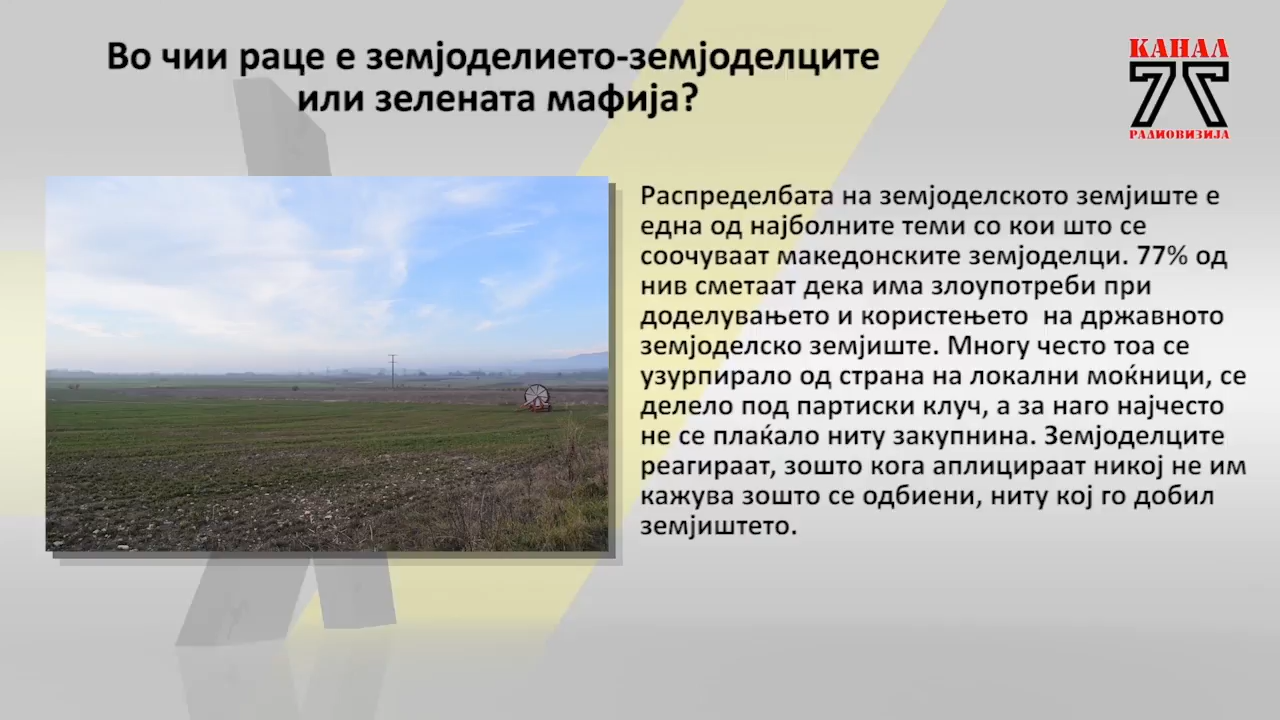 Во чии раце е земјоделието-земјоделците
или зелената мафија?
КАНАЛ
77
РАДИОВИЗИЈА
Распределбата на земјоделското земјиште е
една од најболните теми со кои што се
соочуваат македонските земјоделци. 77% од
нив сметаат дека има злоупотреби при
доделувањето и користењето  на државното
земјоделско земјиште. Многу често тоа се
узурпирало од страна на локални моќници, се
делело под партиски клуч, а за наго најчесто
не се плаќало ниту закупнина. Земјоделците
реагираат, зошто кога аплицираат никој не им
кажува зошто се одбиени, ниту кој го добил
земјиштето.